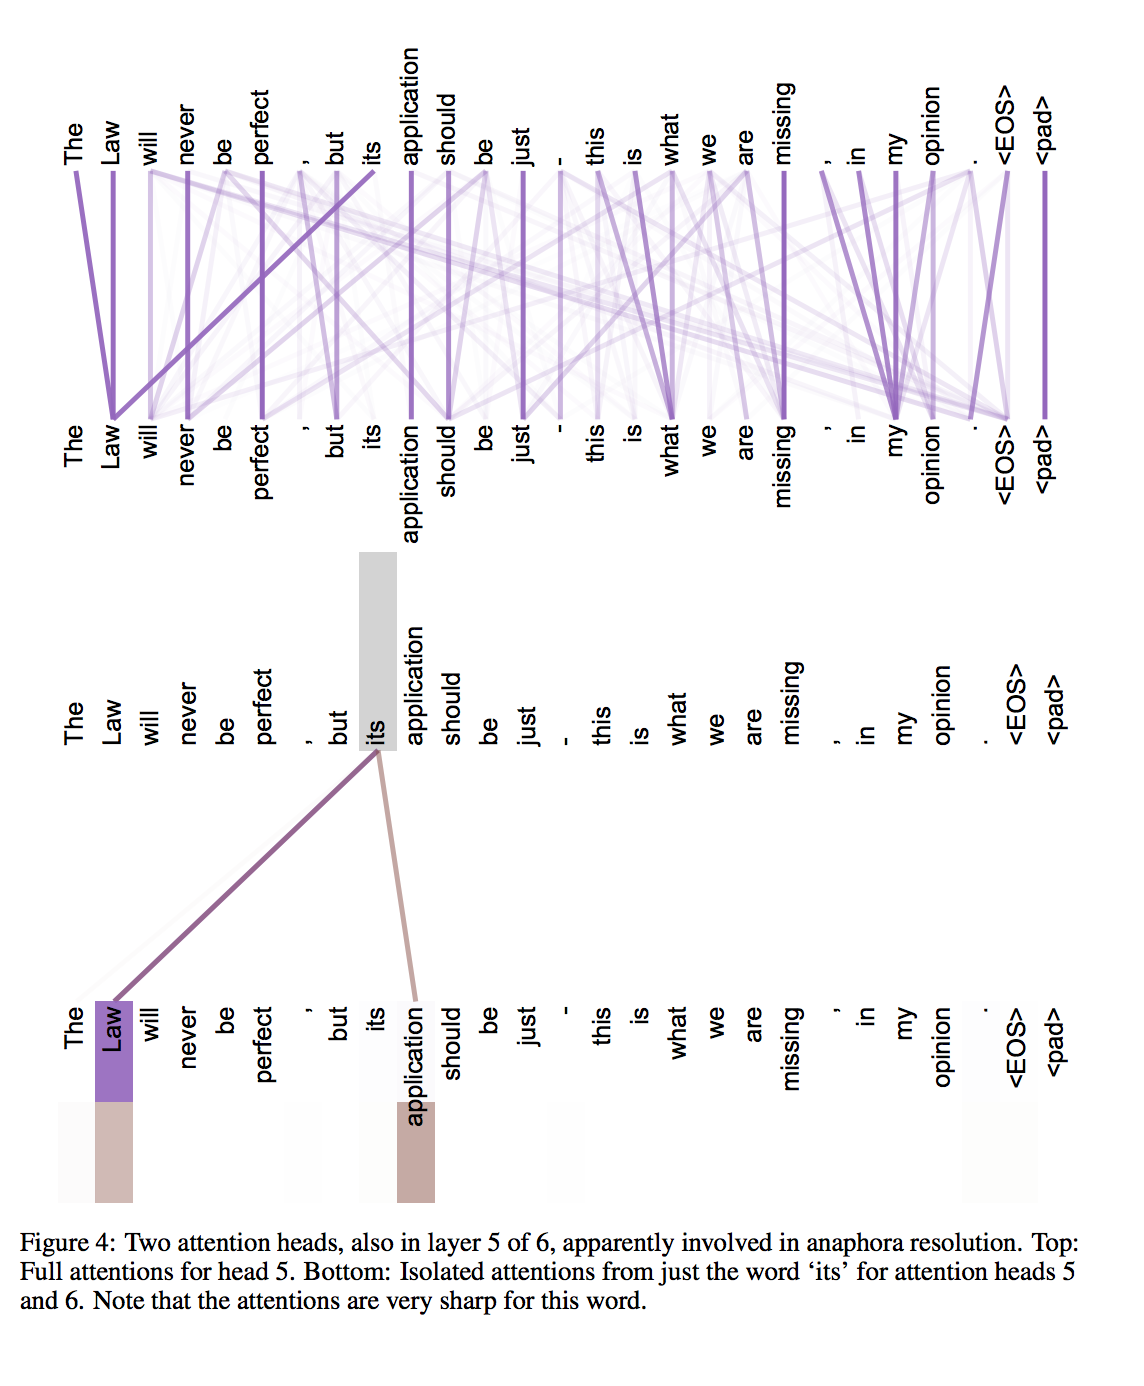 The Law will never be perfect , but its application should be just - this is what we are missing , in my opinion . <EOS> <pad>
The Law will never be perfect , but its application should be just - this is what we are missing , in my opinion . <EOS> <pad>
The Law will never be perfect , but its application should be just - this is what we are missing , in my opinion . <EOS> <pad>
The Law will never be perfect , but its application should be just - this is what we are missing , in my opinion . <EOS> <pad>
Figure 4: Two attention heads, also in layer 5 of 6, apparently involved in anaphora resolution. Top:
Full attentions for head 5. Bottom: Isolated attentions from just the word ‘its’ for attention heads 5
and 6. Note that the attentions are very sharp for this word.